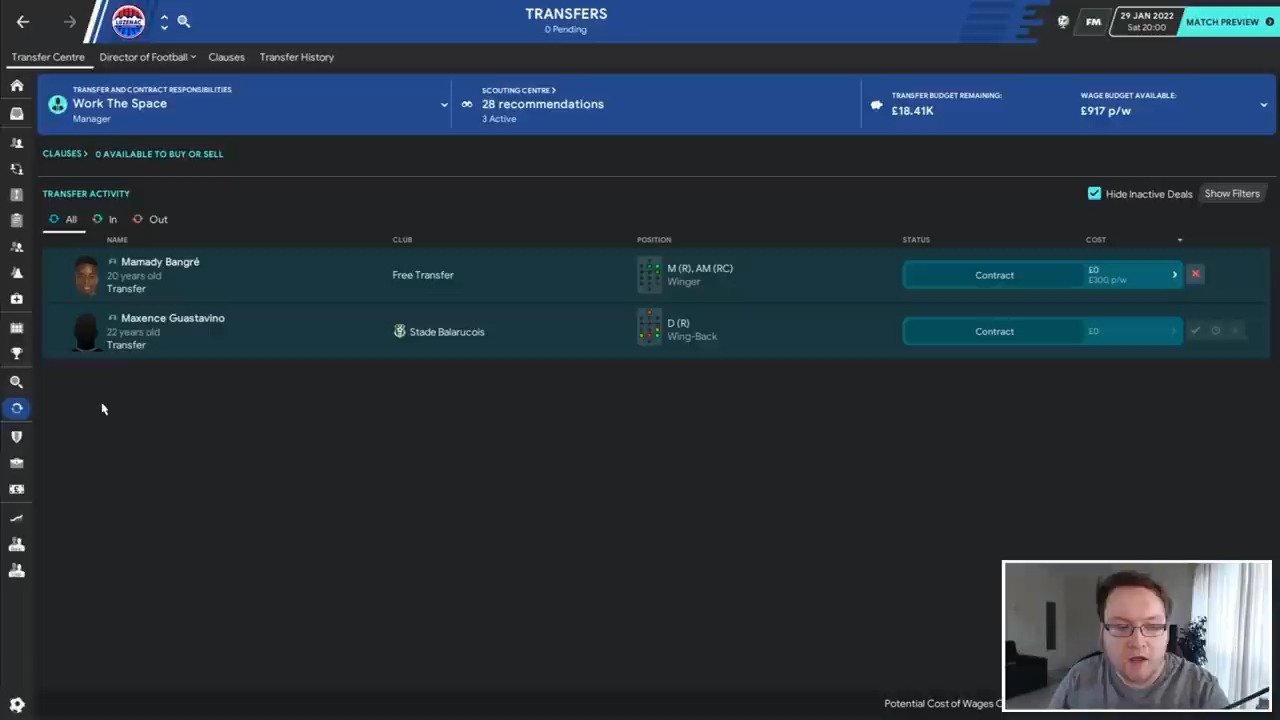 TRANSFERS
0 Pending
LUZENAC
FM
29 JAN 2022
Sat 20:00
MATCH PREVIEW
Transfer Centre
Director of Football
Clauses
Transfer History
TRANSFER AND CONTRACT RESPONSIBILITIES
Work The Space
Manager
SCOUTING CENTRE >
28 recommendations
3 Active
TRANSFER BUDGET REMAINING:
£18.41K
WAGE BUDGET AVAILABLE:
£917 p/w
CLAUSES > 0 AVAILABLE TO BUY OR SELL
TRANSFER ACTIVITY
Hide Inactive Deals
Show Filters
All
In
Out
NAME
CLUB
POSITION
STATUS
COST
Mamady Bangré
20 years old
Transfer
Free Transfer
M (R), AM (RC)
Winger
Contract
£0
£300 p/w
Maxence Guastavino
22 years old
Transfer
Stade Balarucois
D (R)
Wing-Back
Contract
£0
Potential Cost of Wages